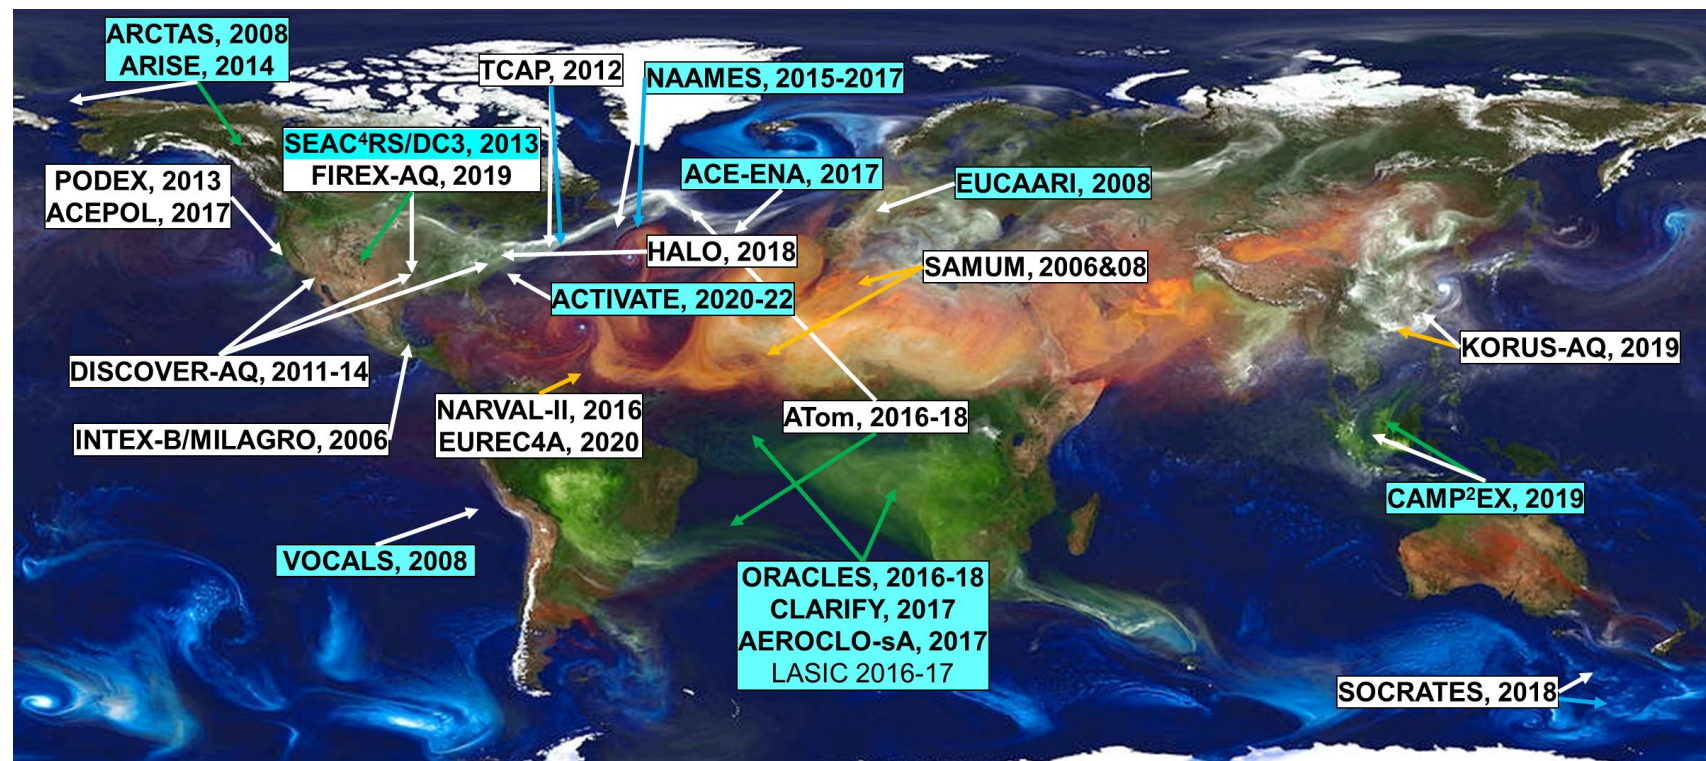 ARCTAS, 2008
ARISE, 2014
TCAP, 2012
NAAMES, 2015-2017
SEAC⁴RS/DC3, 2013
FIREX-AQ, 2019
PODEX, 2013
ACEPOL, 2017
ACE-ENA, 2017
EUCAARI, 2008
HALO, 2018
SAMUM, 2006&08
ACTIVATE, 2020-22
KORUS-AQ, 2019
DISCOVER-AQ, 2011-14
NARVAL-II, 2016
EUREC4A, 2020
ATom, 2016-18
INTEX-B/MILAGRO, 2006
CAMP²EX, 2019
VOCALS, 2008
ORACLES, 2016-18
CLARIFY, 2017
AEROCLO-sA, 2017
LASIC 2016-17
SOCRATES, 2018